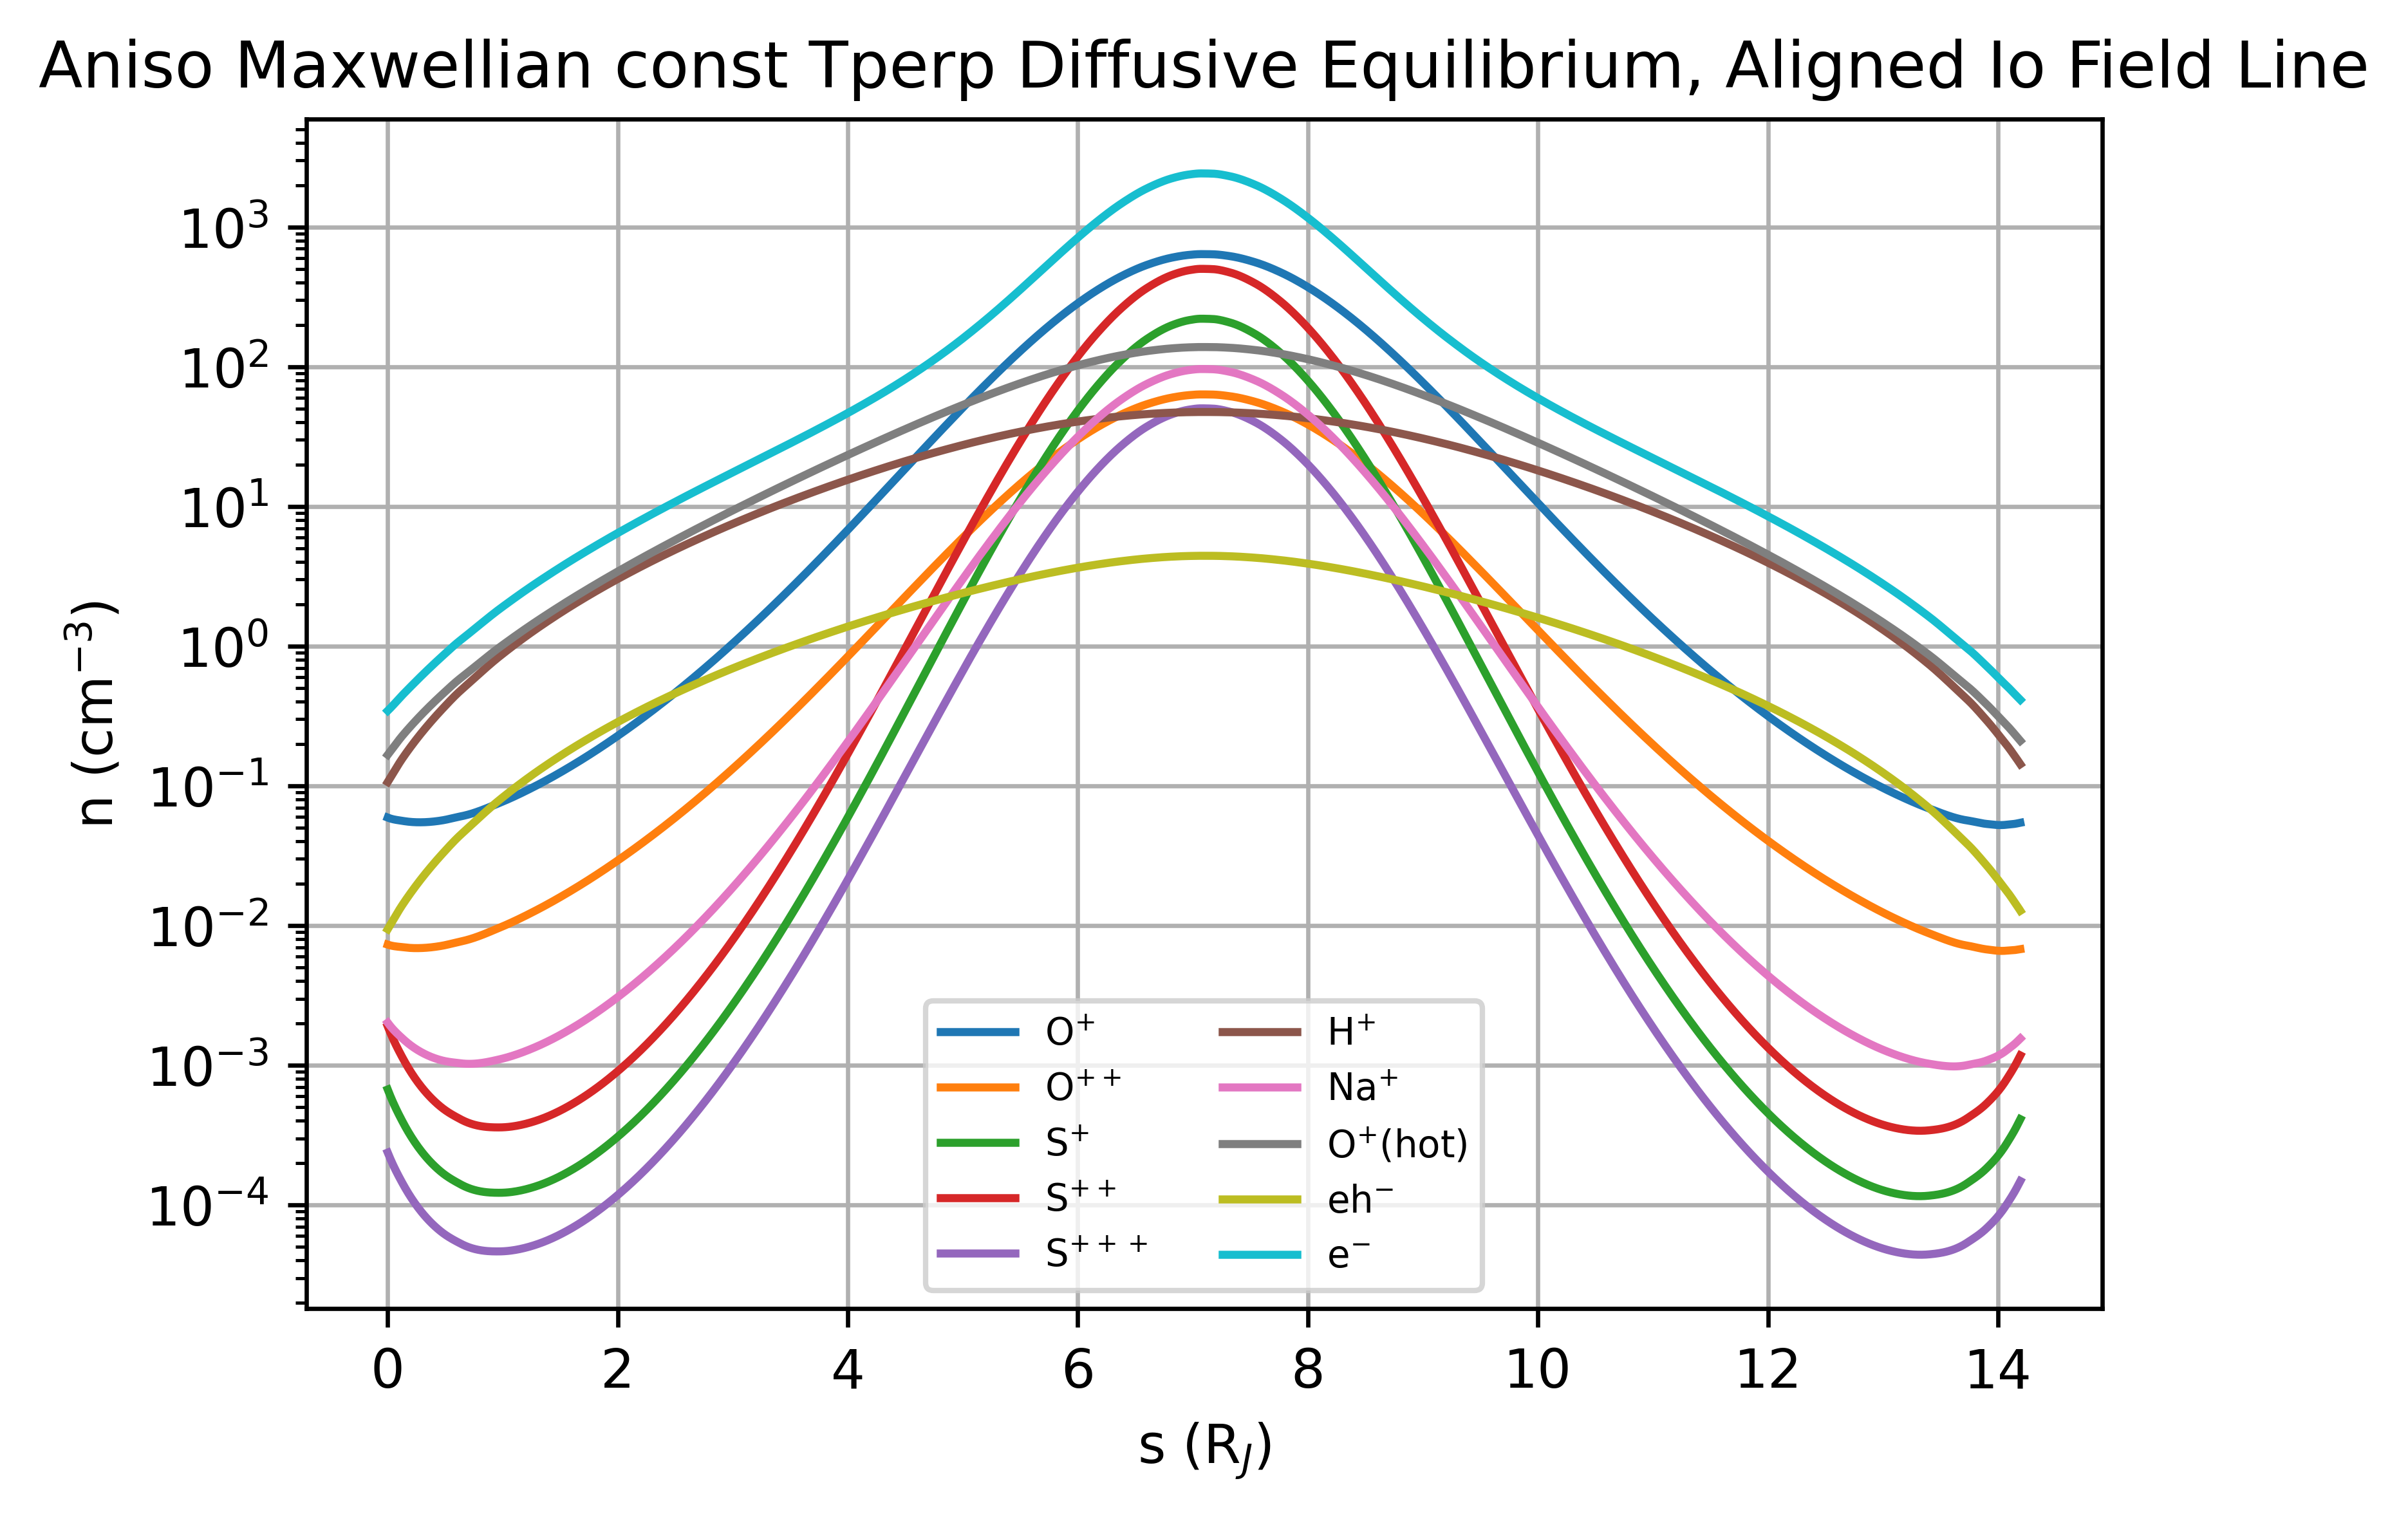 Aniso Maxwellian const Tperp Diffusive Equilibrium, Aligned Io Field Line
n (cm⁻³)
10³
10²
10¹
10⁰
10⁻¹
10⁻²
10⁻³
10⁻⁴
O⁺
O⁺⁺
S⁺
S⁺⁺
S⁺⁺⁺
H⁺
Na⁺
O⁺(hot)
eh⁻
e⁻
0 2 4 6 8 10 12 14
s (R_J)